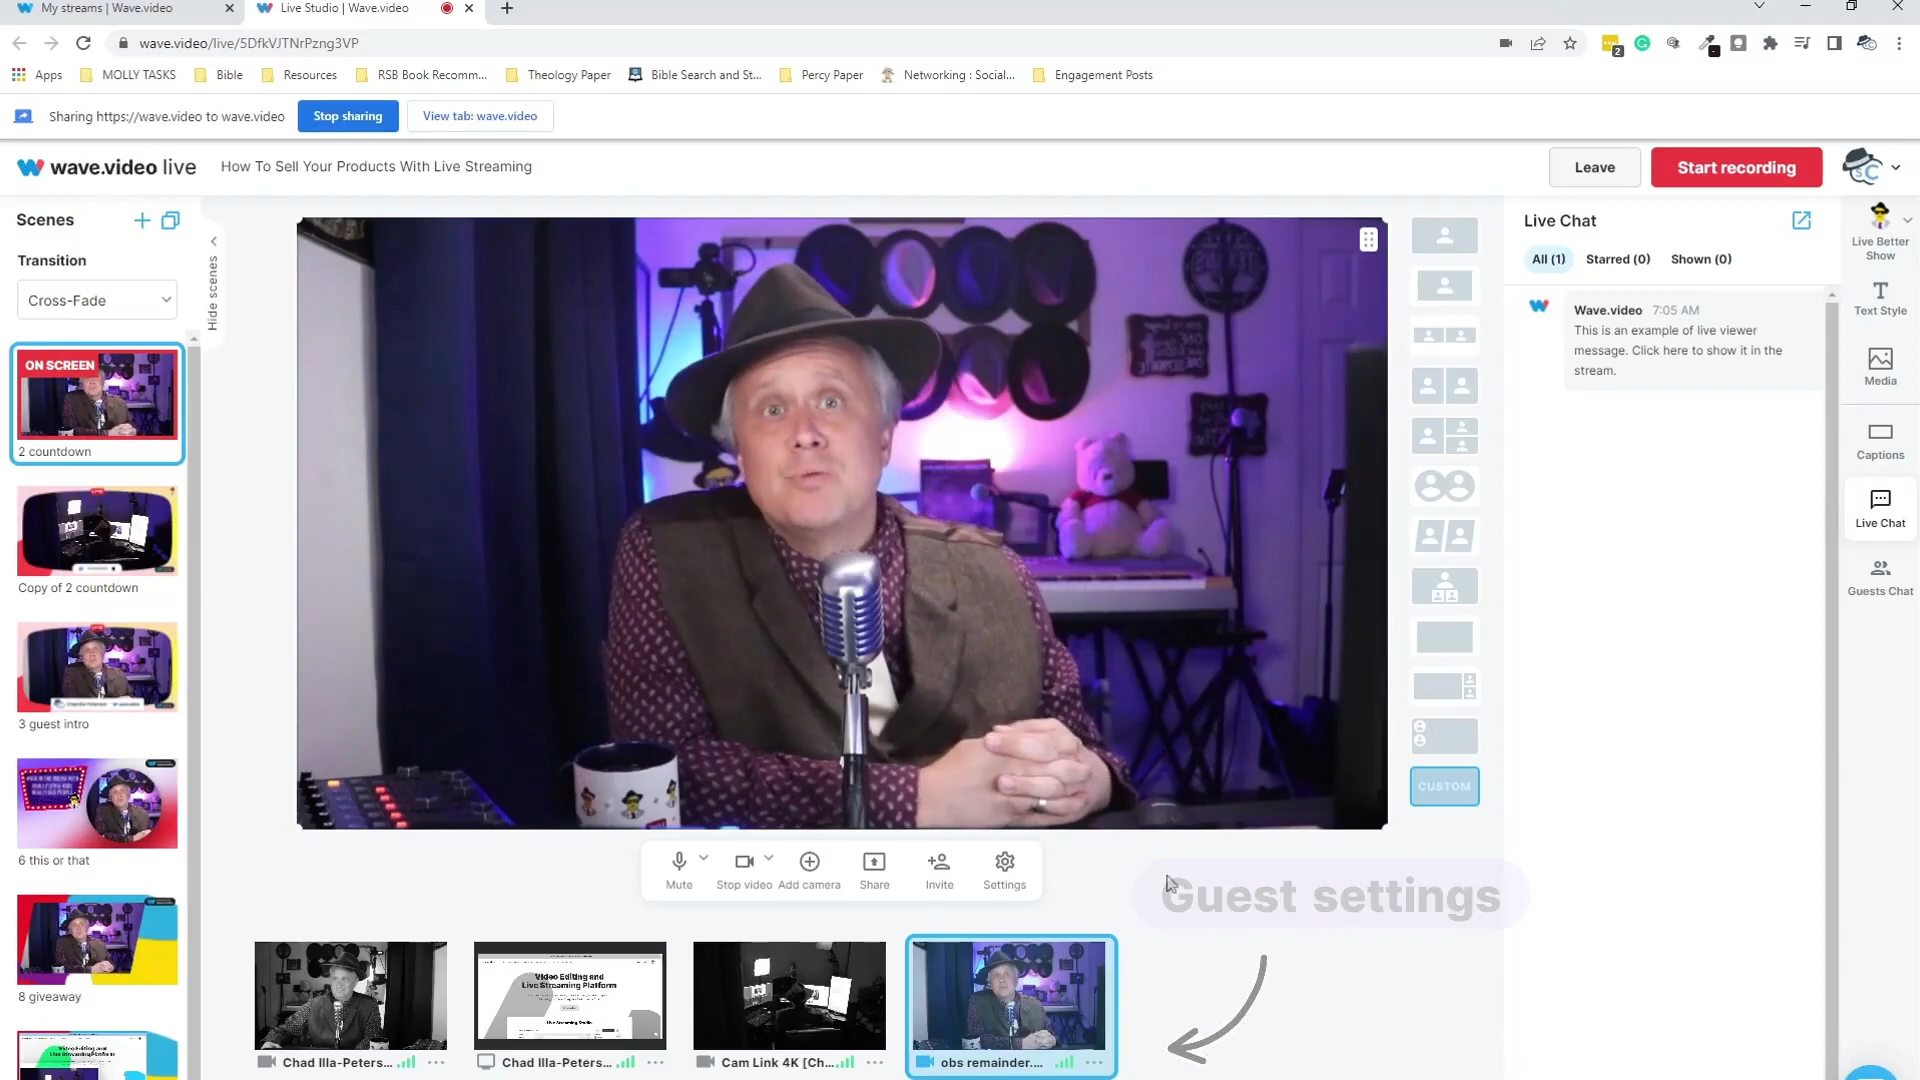 My streams | Wave.video
Live Studio | Wave.video
wave.video/live/5DfkVJTNrPzng3VP
2
Apps
MOLLY TASKS
Bible
Resources
RSB Book Recomm...
Theology Paper
Bible Search and St...
Percy Paper
Networking : Social...
Engagement Posts
Sharing https://wave.video to wave.video
Stop sharing
View tab: wave.video
wave.video live
How To Sell Your Products With Live Streaming
Leave
Start recording
Scenes
Transition
Cross-Fade
Hide scenes
ON SCREEN
2 countdown
Copy of 2 countdown
3 guest intro
6 this or that
8 giveaway
CUSTOM
Mute
Stop video
Add camera
Share
Invite
Settings
Guest settings
Video Editing and
Live Streaming Platform
Chad Illa-Peters...
Chad Illa-Peters...
Cam Link 4K [Ch...
obs remainder....
Live Chat
All (1)
Starred (0)
Shown (0)
Wave.video 7:05 AM
This is an example of live viewer
message. Click here to show it in the
stream.
Live Better
Show
Text Style
Media
Captions
Live Chat
Guests Chat